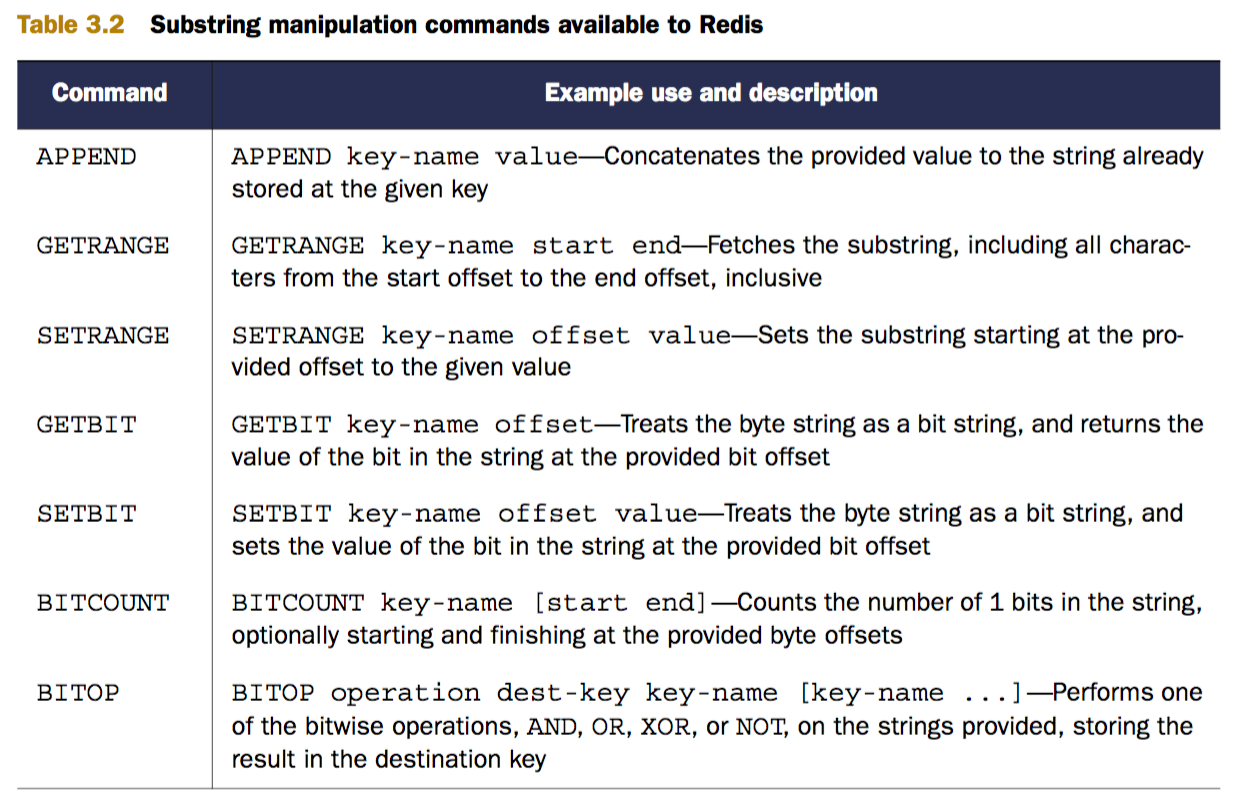 Table 3.2 Substring manipulation commands available to Redis
Command Example use and description
APPEND APPEND key-name value—Concatenates the provided value to the string already
stored at the given key
GETRANGE GETRANGE key-name start end—Fetches the substring, including all charac-
ters from the start offset to the end offset, inclusive
SETRANGE SETRANGE key-name offset value—Sets the substring starting at the pro-
vided offset to the given value
GETBIT GETBIT key-name offset—Treats the byte string as a bit string, and returns the
value of the bit in the string at the provided bit offset
SETBIT SETBIT key-name offset value—Treats the byte string as a bit string, and
sets the value of the bit in the string at the provided bit offset
BITCOUNT BITCOUNT key-name [start end]—Counts the number of 1 bits in the string,
optionally starting and finishing at the provided byte offsets
BITOP BITOP operation dest-key key-name [key-name ...]—Performs one
of the bitwise operations, AND, OR, XOR, or NOT, on the strings provided, storing the
result in the destination key